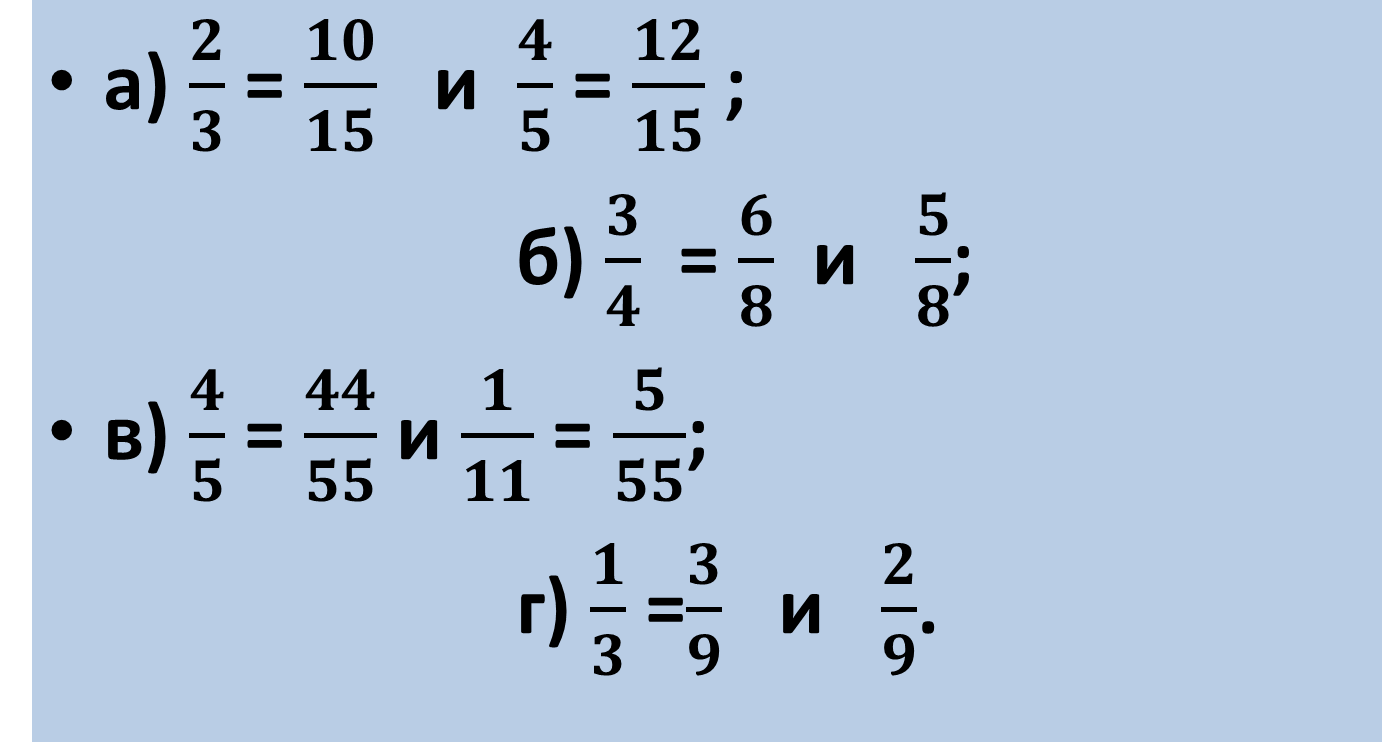 • а) 2/3 = 10/15 и 4/5 = 12/15 ;
б) 3/4 = 6/8 и 5/8;
• в) 4/5 = 44/55 и 1/11 = 5/55;
г) 1/3 =3/9 и 2/9.